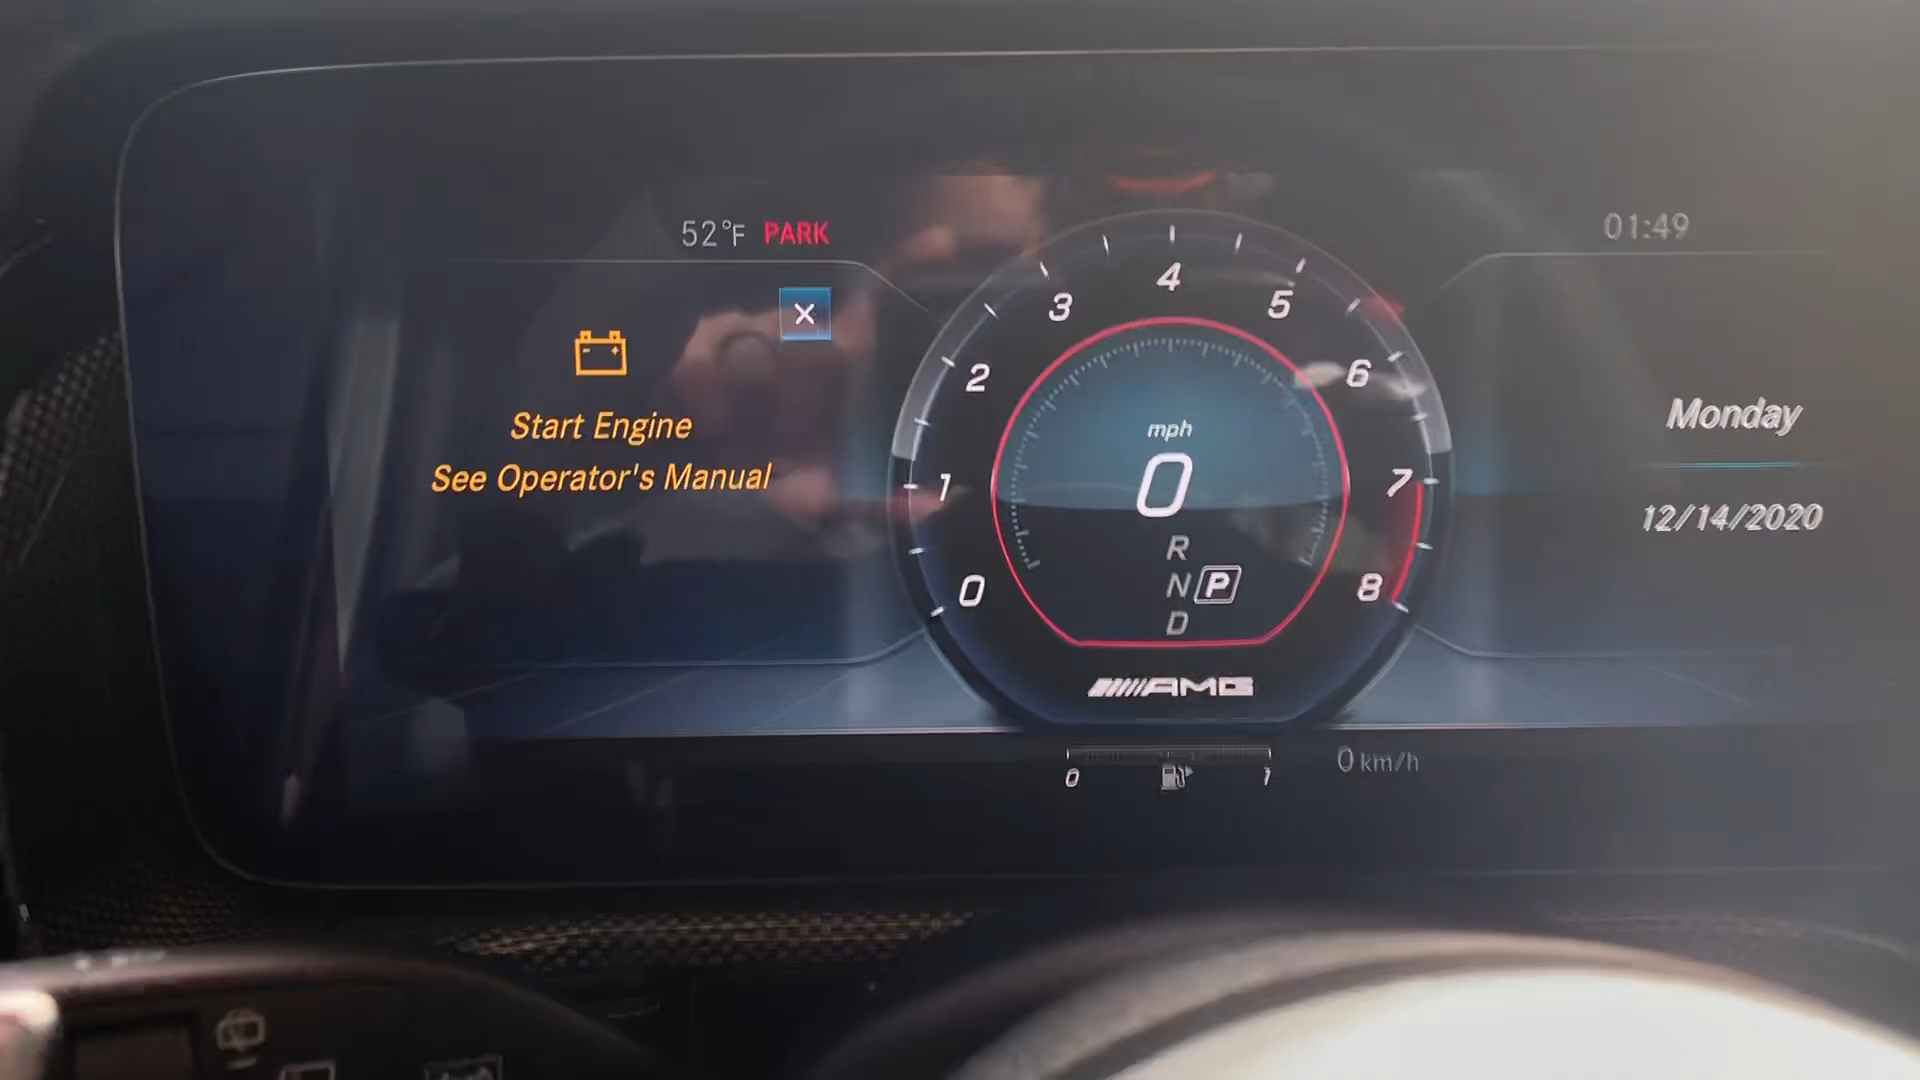 52°F PARK
01:49
Start Engine
See Operator's Manual
0
1
2
3
4
5
6
7
8
mph
0
R
N P
D
AMG
Monday
12/14/2020
0 1
0 km/h